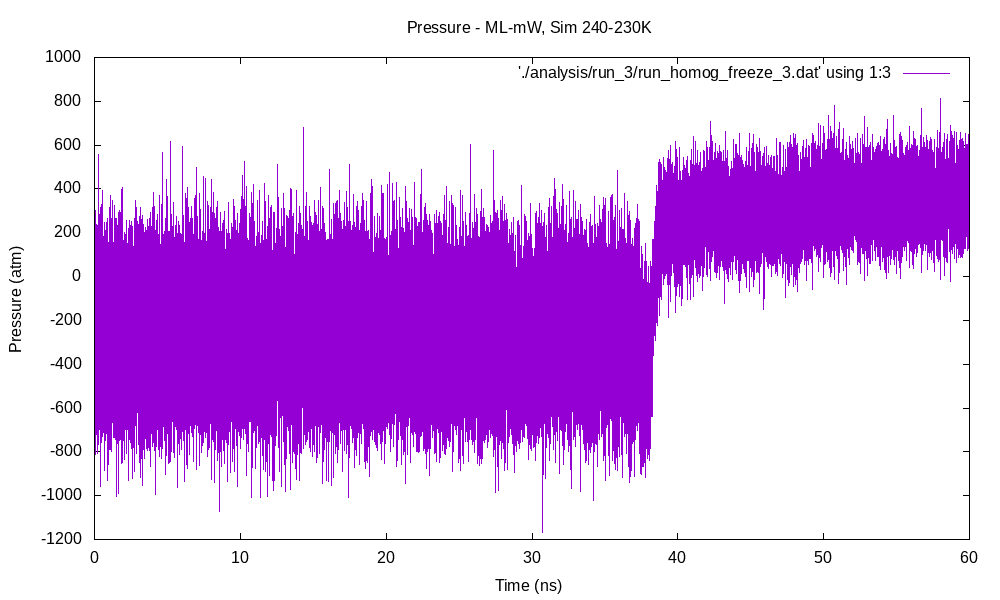 Pressure - ML-mW, Sim 240-230K
'./analysis/run_3/run_homog_freeze_3.dat' using 1:3
1000
800
600
400
200
0
-200
-400
-600
-800
-1000
-1200
Pressure (atm)
0 10 20 30 40 50 60
Time (ns)